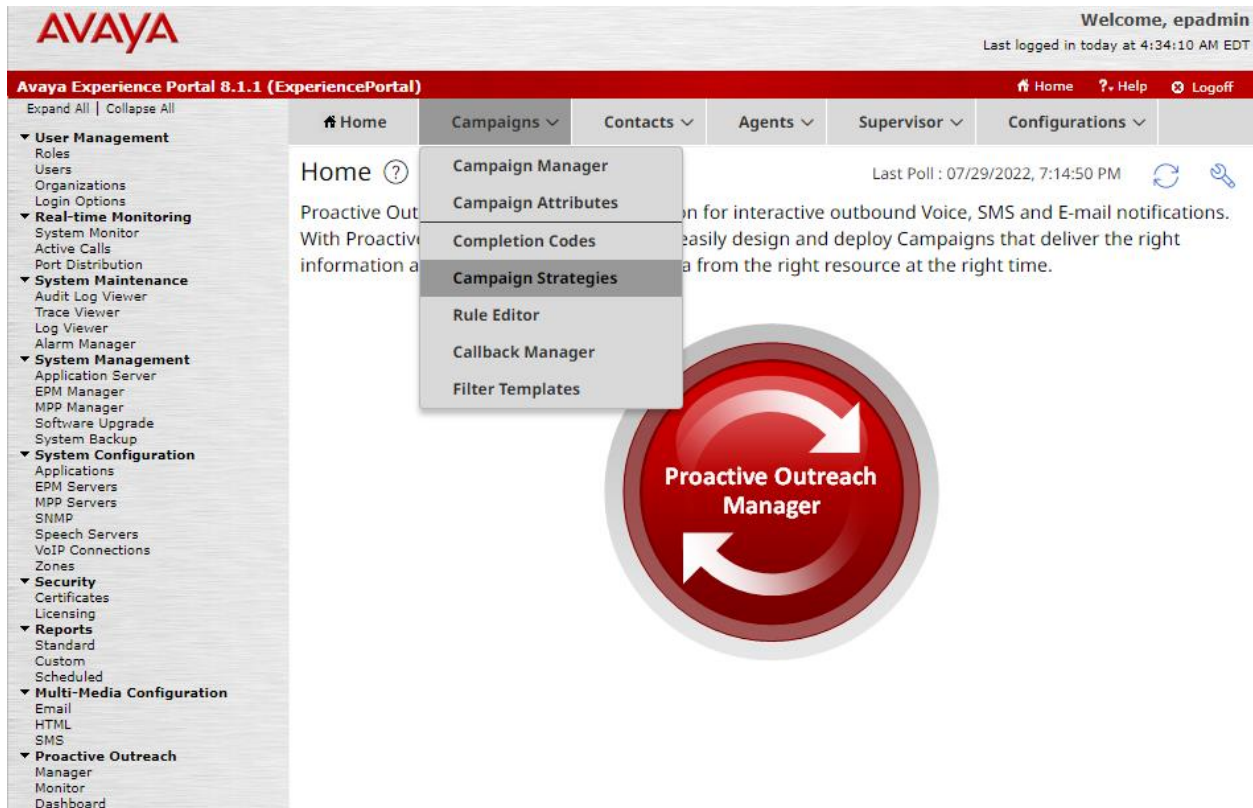 AVAYA
Welcome, epadmin
Last logged in today at 4:34:10 AM EDT
Avaya Experience Portal 8.1.1 (ExperiencePortal)
Home ? Help Logoff
Expand All | Collapse All
User Management
Roles
Users
Organizations
Login Options
Real-time Monitoring
System Monitor
Active Calls
Port Distribution
System Maintenance
Audit Log Viewer
Trace Viewer
Log Viewer
Alarm Manager
System Management
Application Server
EPM Manager
MPP Manager
Software Upgrade
System Backup
System Configuration
Applications
EPM Servers
MPP Servers
SNMP
Speech Servers
VoIP Connections
Zones
Security
Certificates
Licensing
Reports
Standard
Custom
Scheduled
Multi-Media Configuration
Email
HTML
SMS
Proactive Outreach
Manager
Monitor
Dashboard
Home Campaigns Contacts Agents Supervisor Configurations
Campaign Manager
Campaign Attributes
Completion Codes
Campaign Strategies
Rule Editor
Callback Manager
Filter Templates
Home ?
Last Poll : 07/29/2022, 7:14:50 PM
Proactive Out n for interactive outbound Voice, SMS and E-mail notifications.
With Proactive easily design and deploy Campaigns that deliver the right
information a a from the right resource at the right time.
Proactive Outreach
Manager